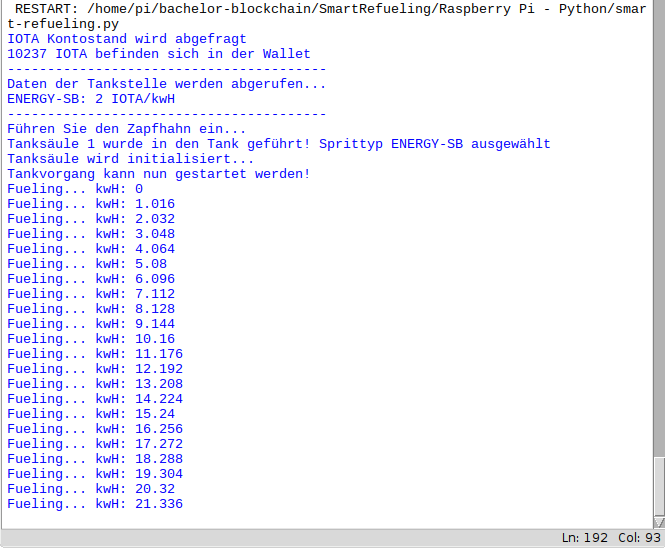 RESTART: /home/pi/bachelor-blockchain/SmartRefueling/Raspberry Pi - Python/smar
t-refueling.py
IOTA Kontostand wird abgefragt
10237 IOTA befinden sich in der Wallet
----------------------------------------
Daten der Tankstelle werden abgerufen...
ENERGY-SB: 2 IOTA/kwH
----------------------------------------
Führen Sie den Zapfhahn ein...
Tanksäule 1 wurde in den Tank geführt! Sprittyp ENERGY-SB ausgewählt
Tanksäule wird initialisiert...
Tankvorgang kann nun gestartet werden!
Fueling... kwH: 0
Fueling... kwH: 1.016
Fueling... kwH: 2.032
Fueling... kwH: 3.048
Fueling... kwH: 4.064
Fueling... kwH: 5.08
Fueling... kwH: 6.096
Fueling... kwH: 7.112
Fueling... kwH: 8.128
Fueling... kwH: 9.144
Fueling... kwH: 10.16
Fueling... kwH: 11.176
Fueling... kwH: 12.192
Fueling... kwH: 13.208
Fueling... kwH: 14.224
Fueling... kwH: 15.24
Fueling... kwH: 16.256
Fueling... kwH: 17.272
Fueling... kwH: 18.288
Fueling... kwH: 19.304
Fueling... kwH: 20.32
Fueling... kwH: 21.336
Ln: 192 Col: 93